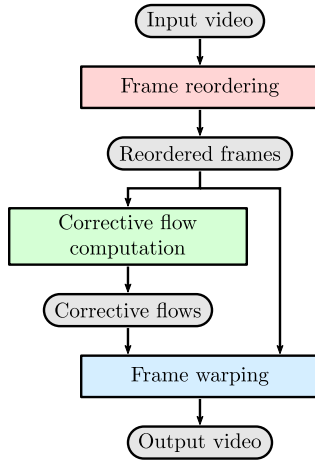 Input video
Frame reordering
Reordered frames
Corrective flow
computation
Corrective flows
Frame warping
Output video